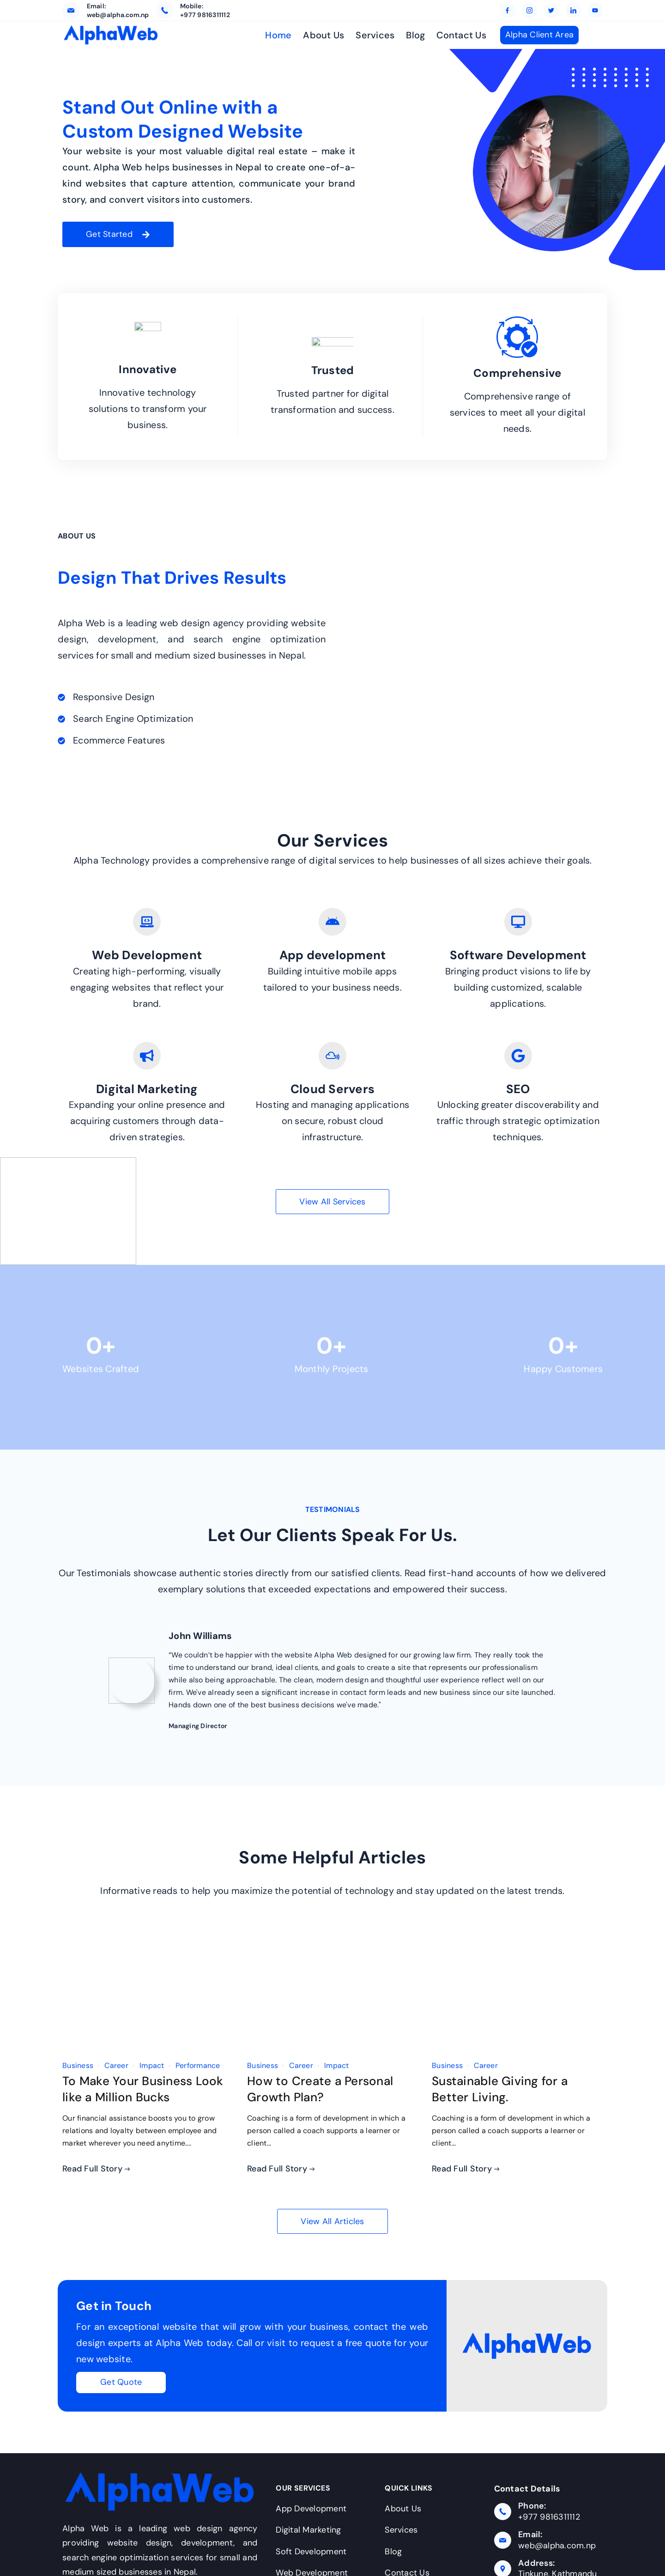 Email:
web@alpha.com.np
Mobile:
+977 9816311112
AlphaWeb
Home
About Us
Services
Blog
Contact Us
Alpha Client Area
Stand Out Online with a
Custom Designed Website
Your website is your most valuable digital real estate – make it
count. Alpha Web helps businesses in Nepal to create one-of-a-
kind websites that capture attention, communicate your brand
story, and convert visitors into customers.
Get Started
Innovative
Innovative technology
solutions to transform your
business.
Trusted
Trusted partner for digital
transformation and success.
Comprehensive
Comprehensive range of
services to meet all your digital
needs.
ABOUT US
Design That Drives Results
Alpha Web is a leading web design agency providing website
design, development, and search engine optimization
services for small and medium sized businesses in Nepal.
Responsive Design
Search Engine Optimization
Ecommerce Features
Our Services
Alpha Technology provides a comprehensive range of digital services to help businesses of all sizes achieve their goals.
Web Development
Creating high-performing, visually
engaging websites that reflect your
brand.
App development
Building intuitive mobile apps
tailored to your business needs.
Software Development
Bringing product visions to life by
building customized, scalable
applications.
Digital Marketing
Expanding your online presence and
acquiring customers through data-
driven strategies.
Cloud Servers
Hosting and managing applications
on secure, robust cloud
infrastructure.
SEO
Unlocking greater discoverability and
traffic through strategic optimization
techniques.
View All Services
0+
Websites Crafted
0+
Monthly Projects
0+
Happy Customers
TESTIMONIALS
Let Our Clients Speak For Us.
Our Testimonials showcase authentic stories directly from our satisfied clients. Read first-hand accounts of how we delivered
exemplary solutions that exceeded expectations and empowered their success.
John Williams
"We couldn't be happier with the website Alpha Web designed for our growing law firm. They really took the
time to understand our brand, ideal clients, and goals to create a site that represents our professionalism
while also being approachable. The clean, modern design and thoughtful user experience reflect well on our
firm. We've already seen a significant increase in contact form leads and new business since our site launched.
Hands down one of the best business decisions we've made."
Managing Director
Some Helpful Articles
Informative reads to help you maximize the potential of technology and stay updated on the latest trends.
Business · Career · Impact · Performance
To Make Your Business Look
like a Million Bucks
Our financial assistance boosts you to grow
relations and loyalty between employee and
market wherever you need anytime....
Read Full Story →
Business · Career · Impact
How to Create a Personal
Growth Plan?
Coaching is a form of development in which a
person called a coach supports a learner or
client...
Read Full Story →
Business · Career
Sustainable Giving for a
Better Living.
Coaching is a form of development in which a
person called a coach supports a learner or
client...
Read Full Story →
View All Articles
Get in Touch
For an exceptional website that will grow with your business, contact the web
design experts at Alpha Web today. Call or visit to request a free quote for your
new website.
Get Quote
AlphaWeb
AlphaWeb
Alpha Web is a leading web design agency
providing website design, development, and
search engine optimization services for small and
medium sized businesses in Nepal.
OUR SERVICES
App Development
Digital Marketing
Soft Development
Web Development
QUICK LINKS
About Us
Services
Blog
Contact Us
Contact Details
Phone:
+977 9816311112
Email:
web@alpha.com.np
Address:
Tinkune, Kathmandu